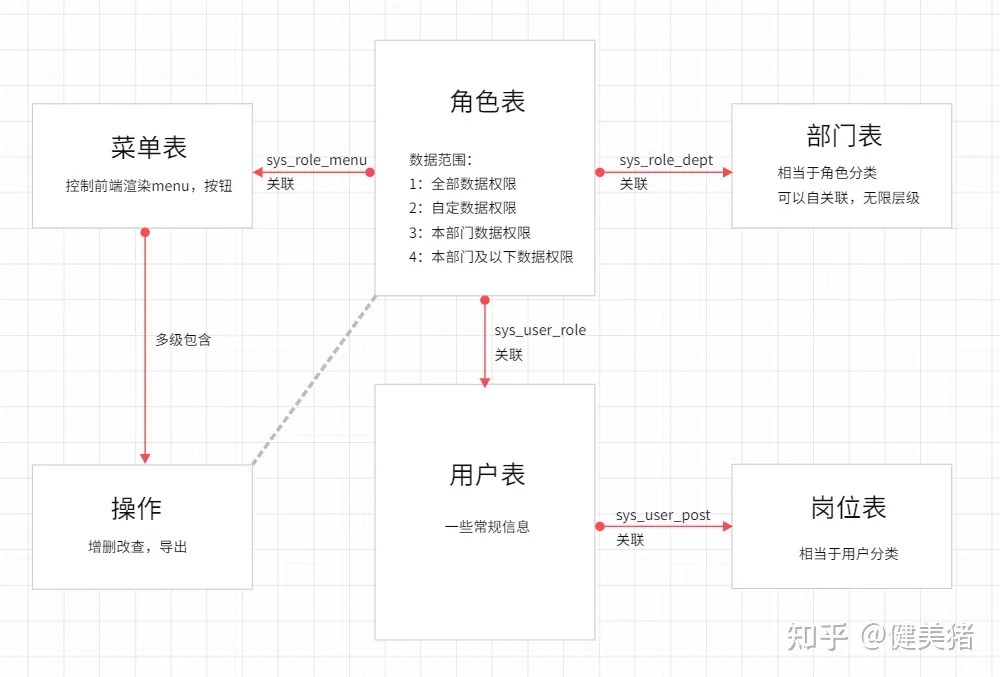 角色表
数据范围：
1：全部数据权限
2：自定数据权限
3：本部门数据权限
4：本部门及以下数据权限
菜单表
控制前端渲染menu，按钮
sys_role_menu
关联
sys_role_dept
关联
部门表
相当于角色分类
可以自关联，无限层级
多级包含
sys_user_role
关联
操作
增删改查，导出
用户表
一些常规信息
sys_user_post
关联
岗位表
相当于用户分类
知乎 @健美猪